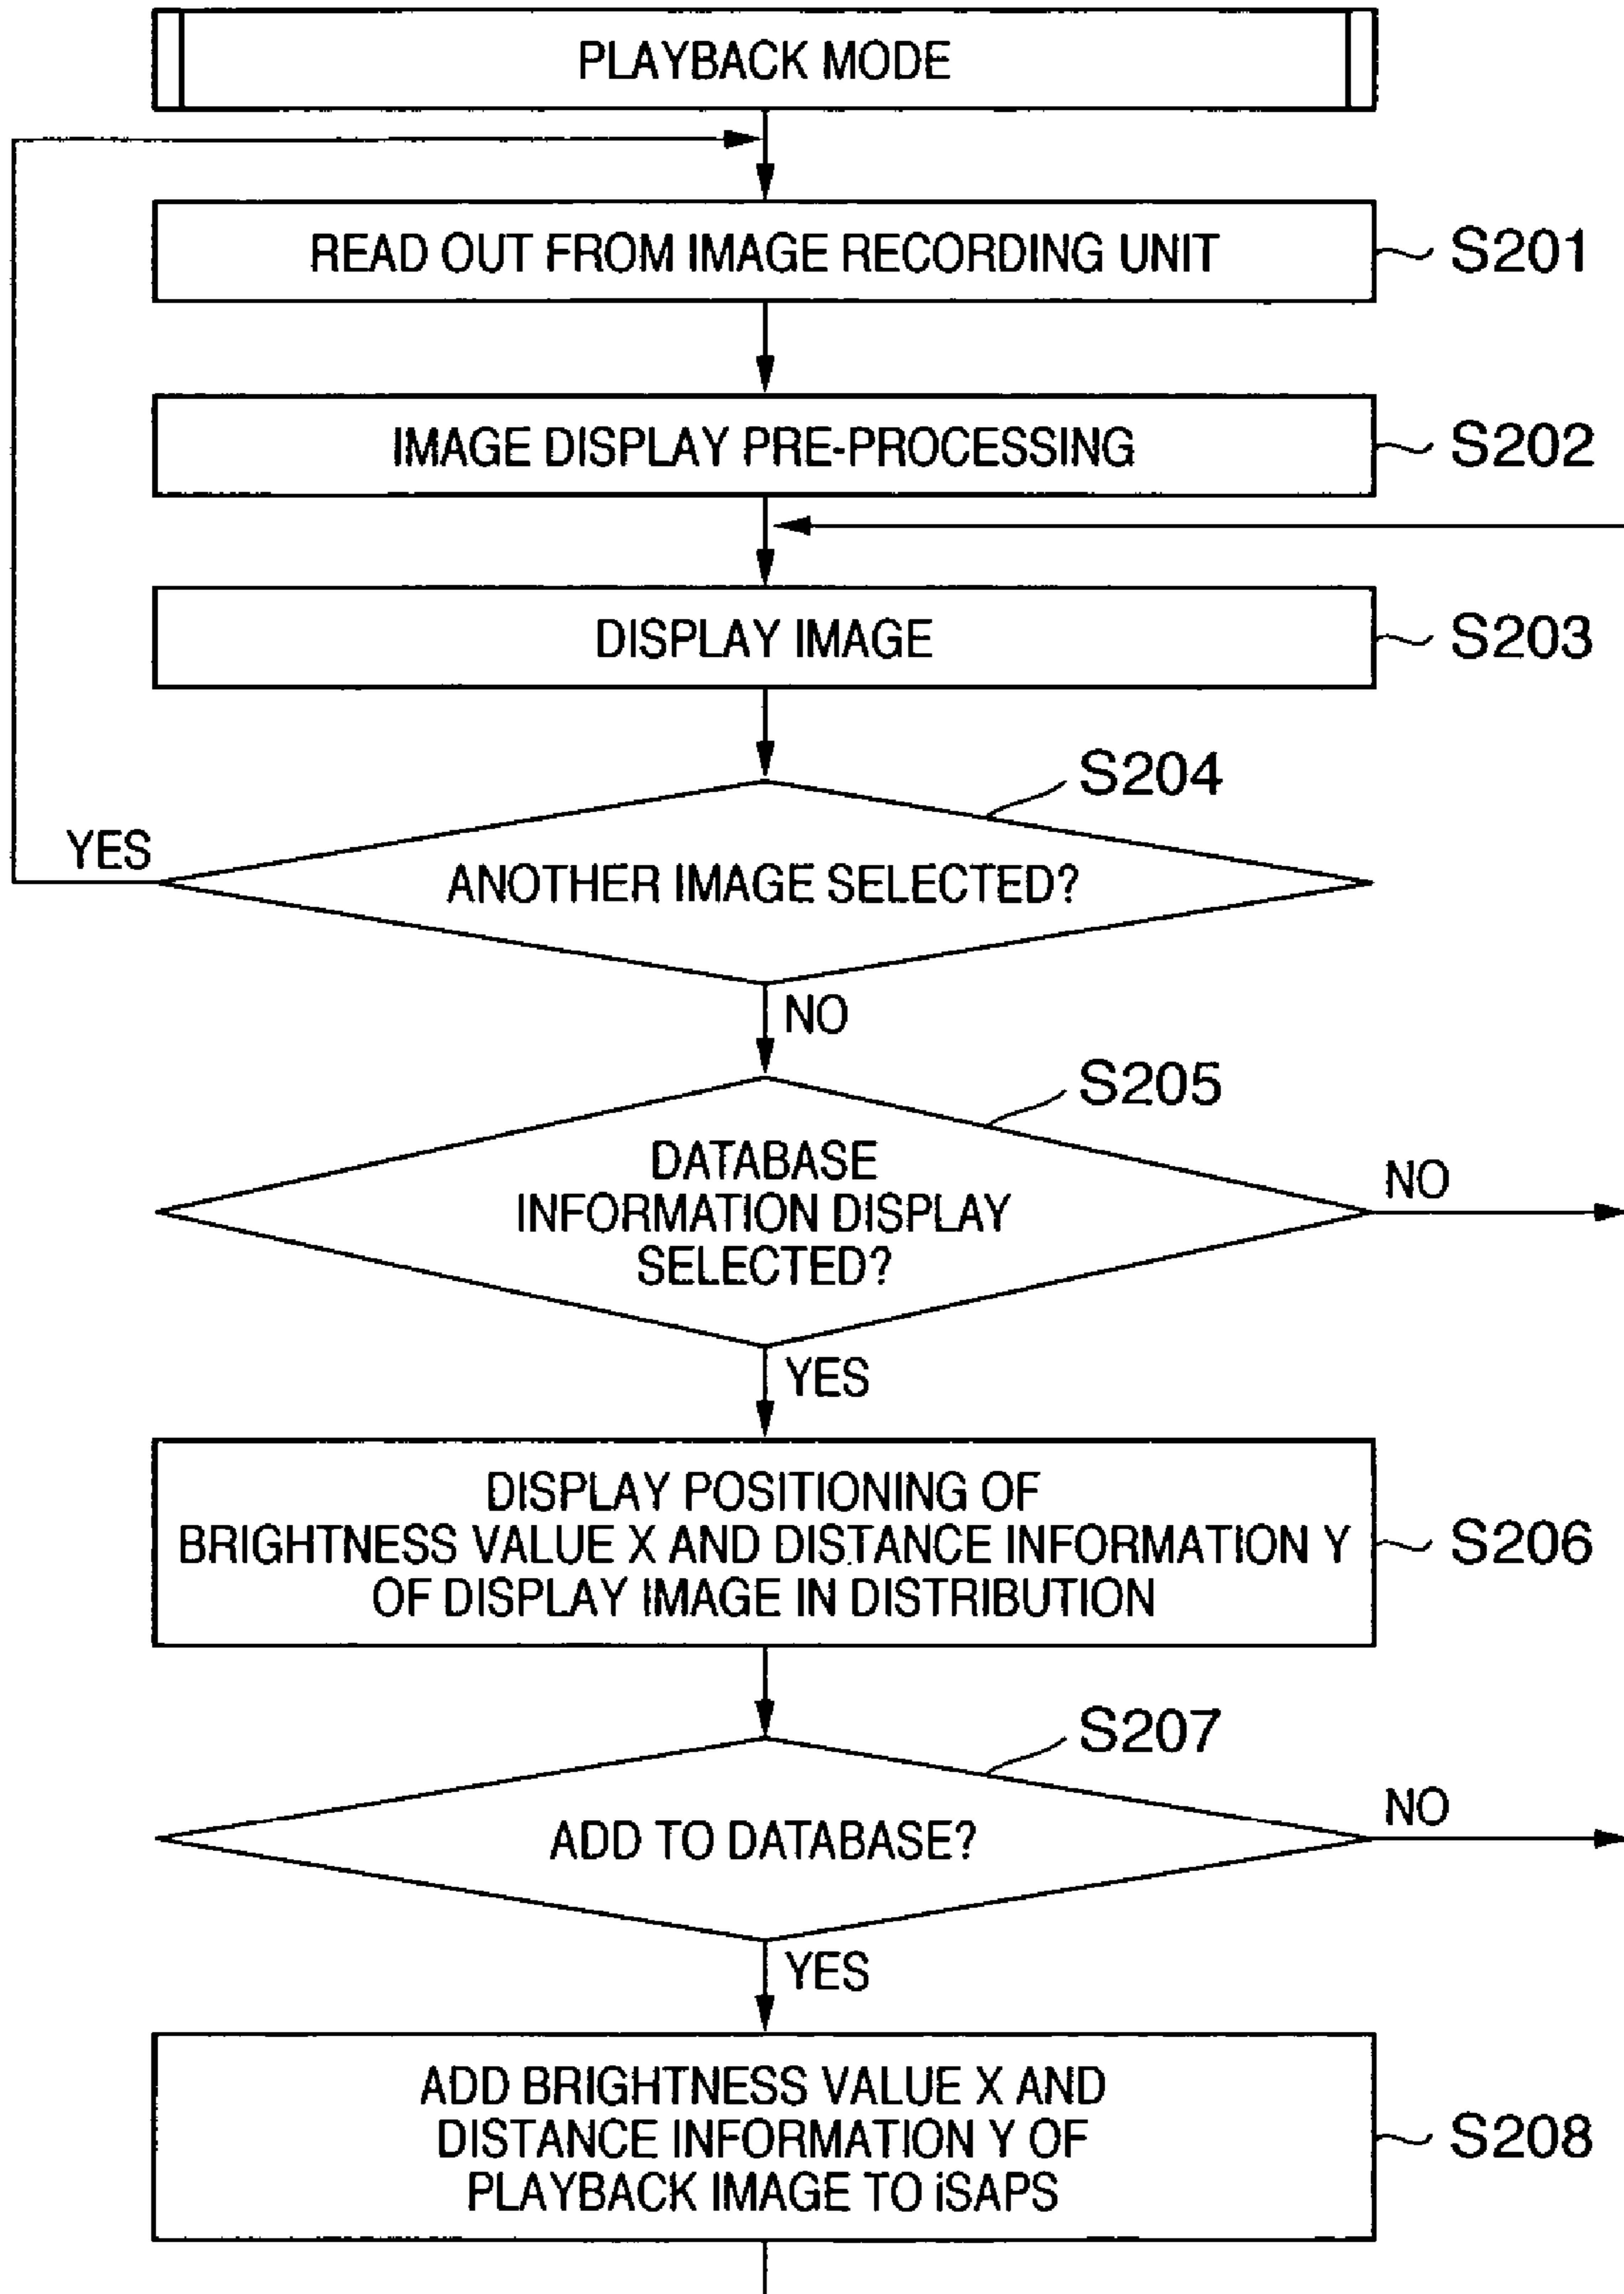 PLAYBACK MODE
READ OUT FROM IMAGE RECORDING UNIT
S201
IMAGE DISPLAY PRE-PROCESSING
S202
DISPLAY IMAGE
S203
S204
YES
ANOTHER IMAGE SELECTED?
NO
S205
DATABASE
INFORMATION DISPLAY
SELECTED?
NO
YES
DISPLAY POSITIONING OF
BRIGHTNESS VALUE X AND DISTANCE INFORMATION Y
OF DISPLAY IMAGE IN DISTRIBUTION
S206
S207
ADD TO DATABASE?
NO
YES
ADD BRIGHTNESS VALUE X AND
DISTANCE INFORMATION Y OF
PLAYBACK IMAGE TO iSAPS
S208